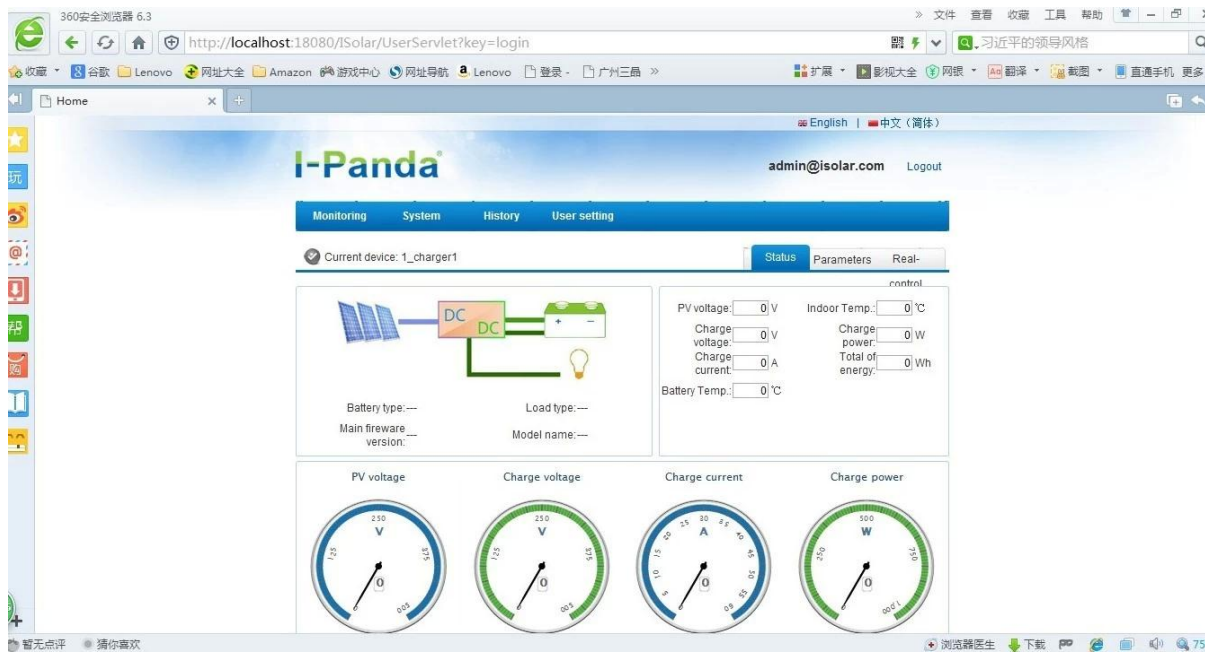 360安全浏览器 6.3
» 文件 查看 收藏 工具 帮助
http://localhost:18080/ISolar/UserServlet?key=login
习近平的领导风格
收藏 谷歌 Lenovo 网址大全 Amazon 游戏中心 网址导航 Lenovo 登录 - 广州三晶 »
扩展 影视大全 网银 翻译 截图 直通手机 更多
Home
English | 中文（简体）
玩
I-Panda
admin@isolar.com Logout
Monitoring System History User setting
@
Current device: 1_charger1
Status Parameters Real-
control
帮
购
DC
DC
+ −
PV voltage: 0 V Indoor Temp.: 0 ℃
Charge voltage: 0 V Charge power: 0 W
Charge current: 0 A Total of energy: 0 Wh
Battery Temp.: 0 ℃
Battery type:--- Load type:---
Main fireware version:--- Model name:---
PV voltage Charge voltage Charge current Charge power
125 250 375 500 V 0
125 250 375 500 V 0
5 10 15 20 25 30 35 40 45 50 55 60 A 0
250 500 750 1,000 W 0
暂无点评 猜你喜欢
浏览器医生 下载 75